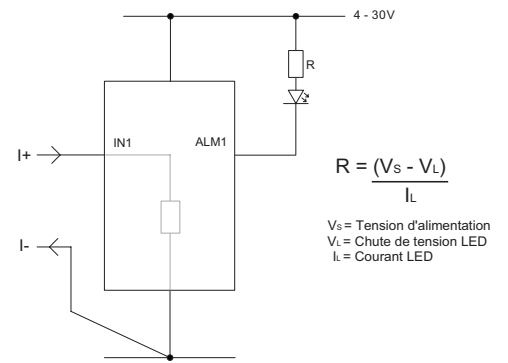 4 - 30V
R
IN1
ALM1
I+
I-
R = (Vs - VL)
IL
Vs = Tension d'alimentation
VL = Chute de tension LED
IL = Courant LED